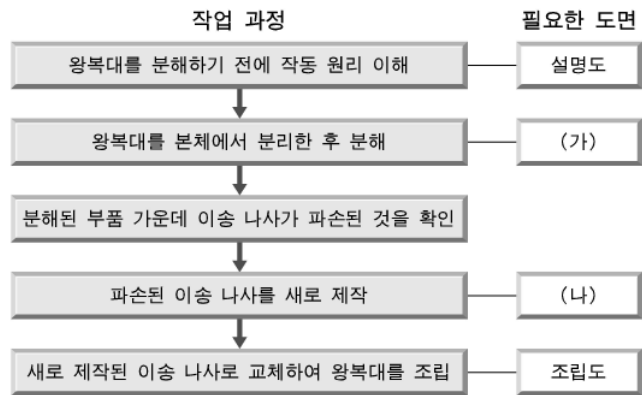 작업 과정
필요한 도면
왕복대를 분해하기 전에 작동 원리 이해
설명도
왕복대를 본체에서 분리한 후 분해
(가)
분해된 부품 가운데 이송 나사가 파손된 것을 확인
파손된 이송 나사를 새로 제작
(나)
새로 제작된 이송 나사로 교체하여 왕복대를 조립
조립도